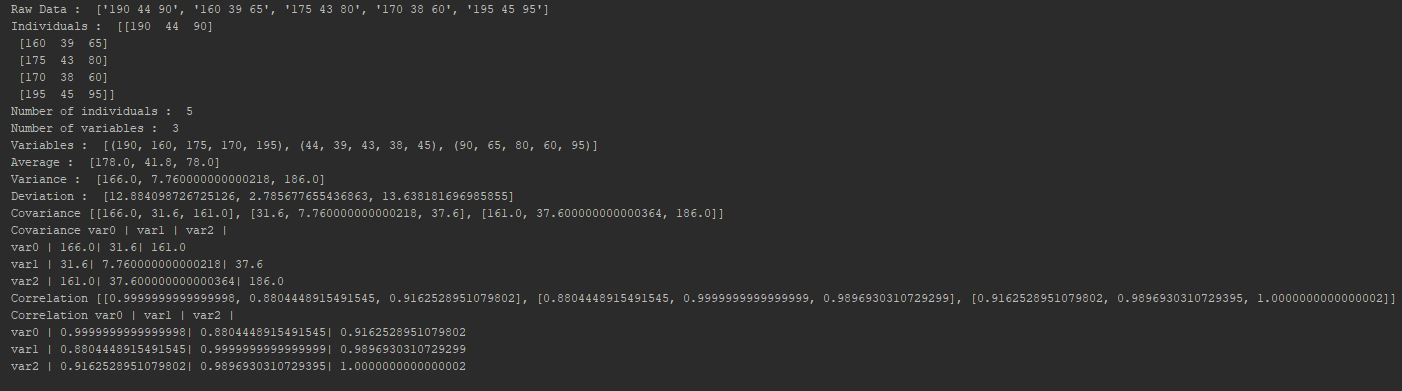 Raw Data :  ['190 44 90', '160 39 65', '175 43 80', '170 38 60', '195 45 95']
Individuals :  [[190  44  90]
 [160  39  65]
 [175  43  80]
 [170  38  60]
 [195  45  95]]
Number of individuals :  5
Number of variables :  3
Variables :  [(190, 160, 175, 170, 195), (44, 39, 43, 38, 45), (90, 65, 80, 60, 95)]
Average :  [178.0, 41.8, 78.0]
Variance :  [166.0, 7.760000000000218, 186.0]
Deviation :  [12.884098726725126, 2.785677655436863, 13.638181696985855]
Covariance [[166.0, 31.6, 161.0], [31.6, 7.760000000000218, 37.6], [161.0, 37.600000000000364, 186.0]]
Covariance var0 | var1 | var2 |
var0 | 166.0| 31.6| 161.0
var1 | 31.6| 7.760000000000218| 37.6
var2 | 161.0| 37.600000000000364| 186.0
Correlation [[0.9999999999999998, 0.8804448915491545, 0.9162528951079802], [0.8804448915491545, 0.9999999999999999, 0.9896930310729299], [0.9162528951079802, 0.9896930310729395, 1.0000000000000002]]
Correlation var0 | var1 | var2 |
var0 | 0.9999999999999998| 0.8804448915491545| 0.9162528951079802
var1 | 0.8804448915491545| 0.9999999999999999| 0.9896930310729299
var2 | 0.9162528951079802| 0.9896930310729395| 1.0000000000000002